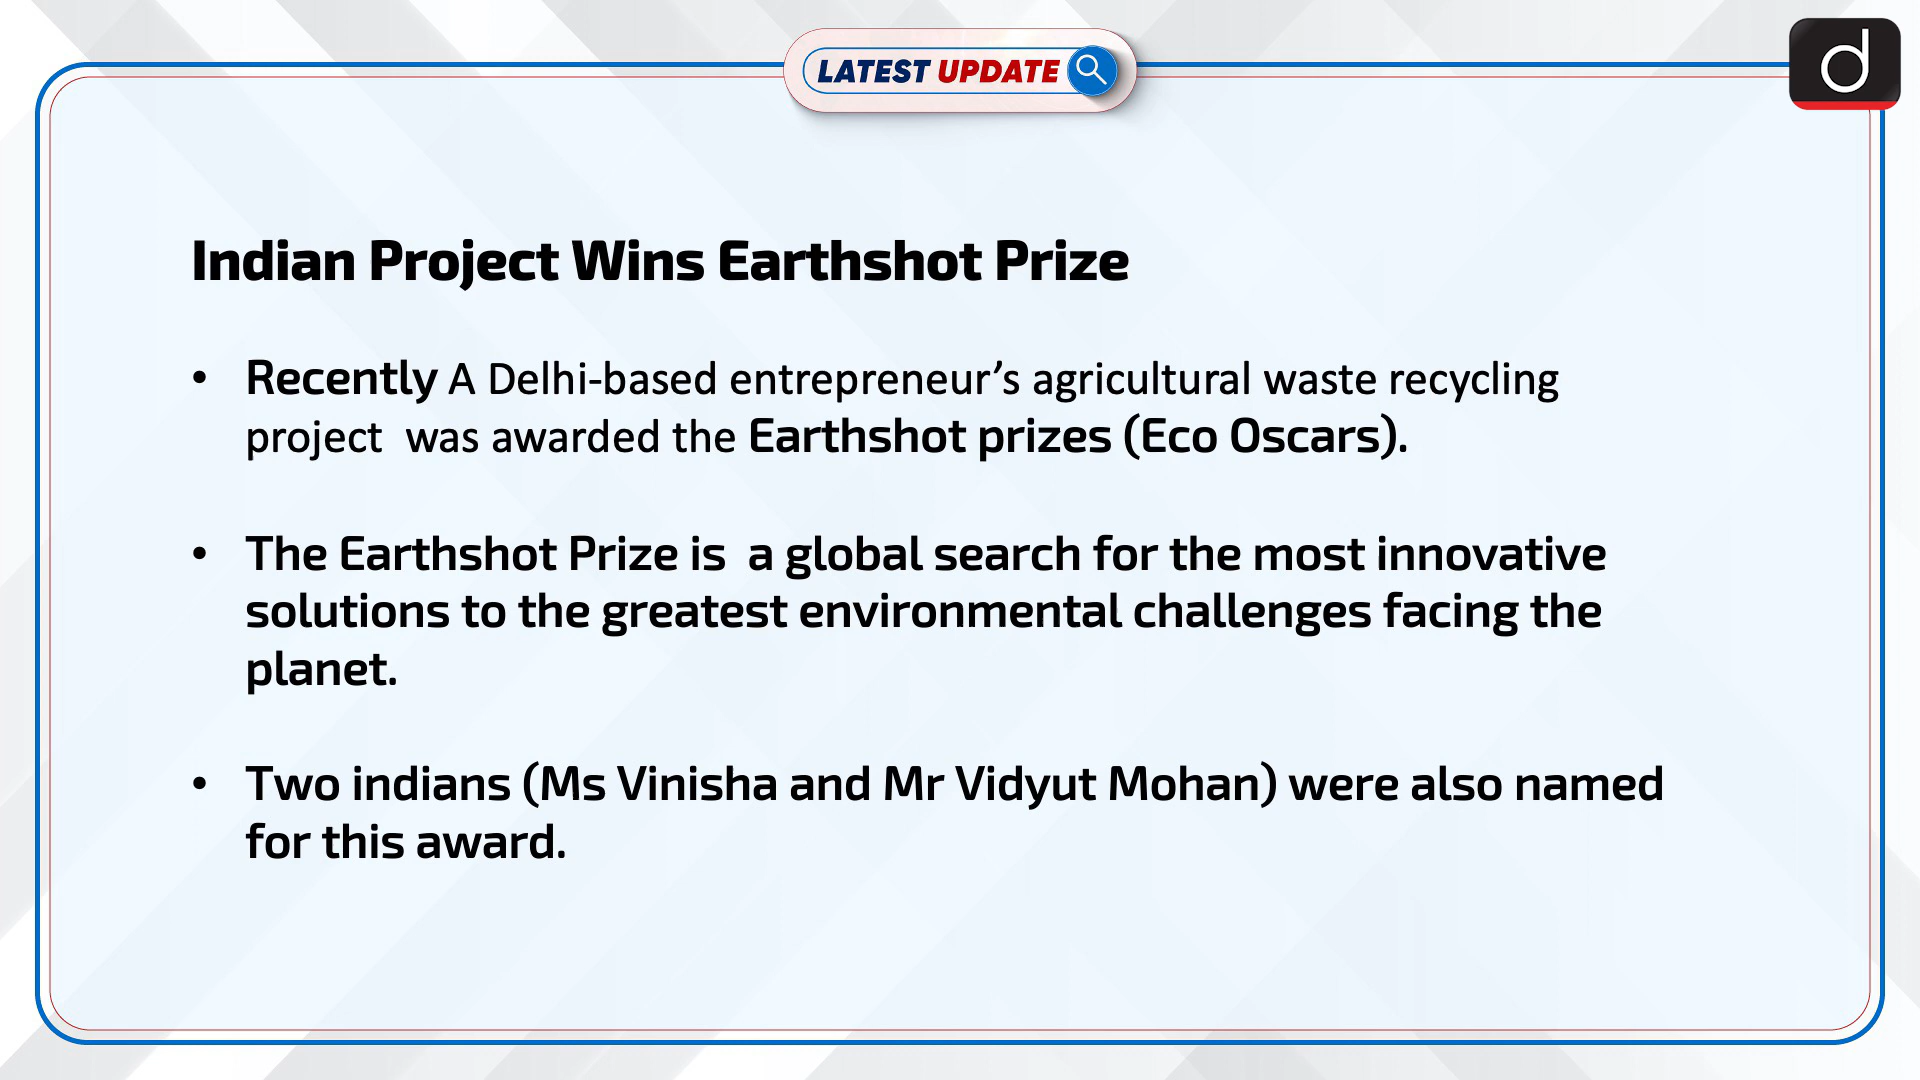 LATEST UPDATE
d
Indian Project Wins Earthshot Prize
• Recently A Delhi-based entrepreneur’s agricultural waste recycling
project  was awarded the Earthshot prizes (Eco Oscars).
• The Earthshot Prize is  a global search for the most innovative
solutions to the greatest environmental challenges facing the
planet.
• Two indians (Ms Vinisha and Mr Vidyut Mohan) were also named
for this award.